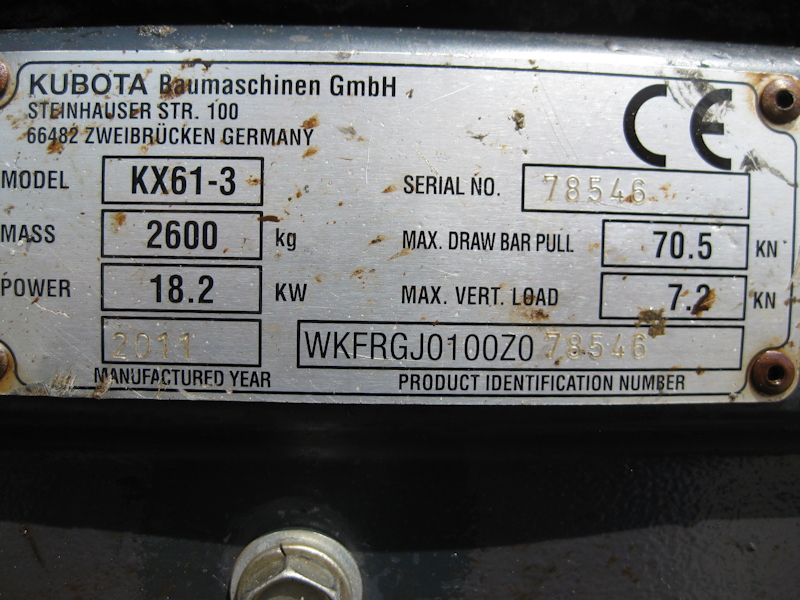 KUBOTA Baumaschinen GmbH
STEINHAUSER STR. 100
66482 ZWEIBRÜCKEN GERMANY
CE
MODEL KX61-3 SERIAL NO. 78546
MASS 2600 kg MAX. DRAW BAR PULL 70.5 KN
POWER 18.2 KW MAX. VERT. LOAD 7.2 KN
2011 WKFRGJ0100Z078546
MANUFACTURED YEAR PRODUCT IDENTIFICATION NUMBER